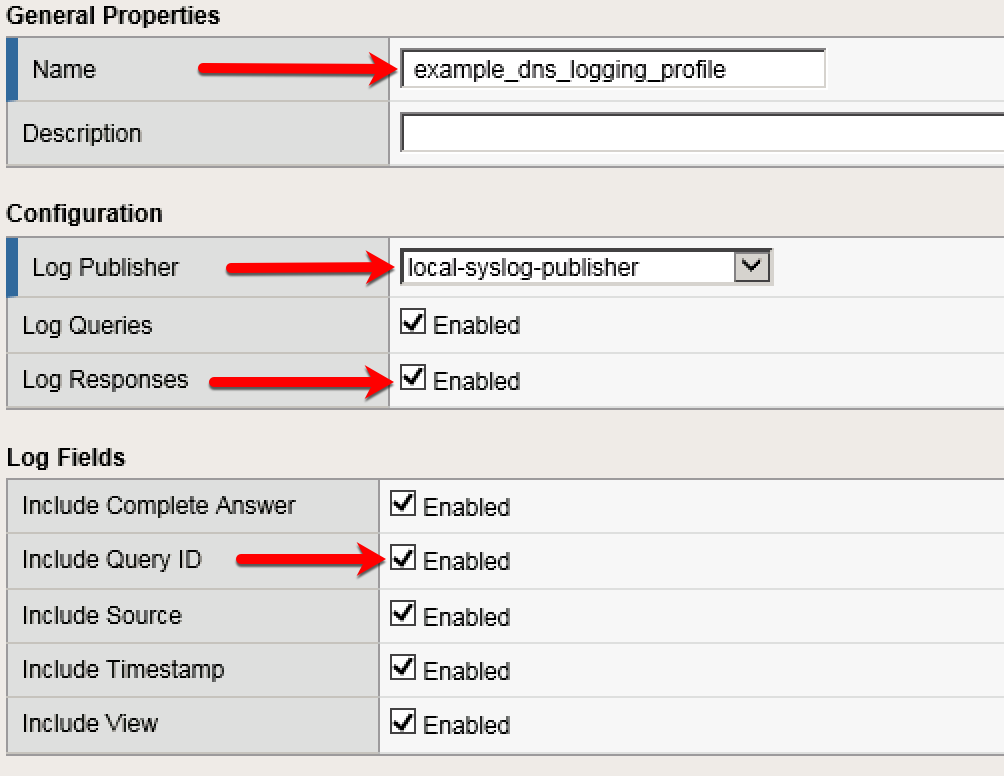 General Properties
Name example_dns_logging_profile
Description
Configuration
Log Publisher local-syslog-publisher
Log Queries Enabled
Log Responses Enabled
Log Fields
Include Complete Answer Enabled
Include Query ID Enabled
Include Source Enabled
Include Timestamp Enabled
Include View Enabled